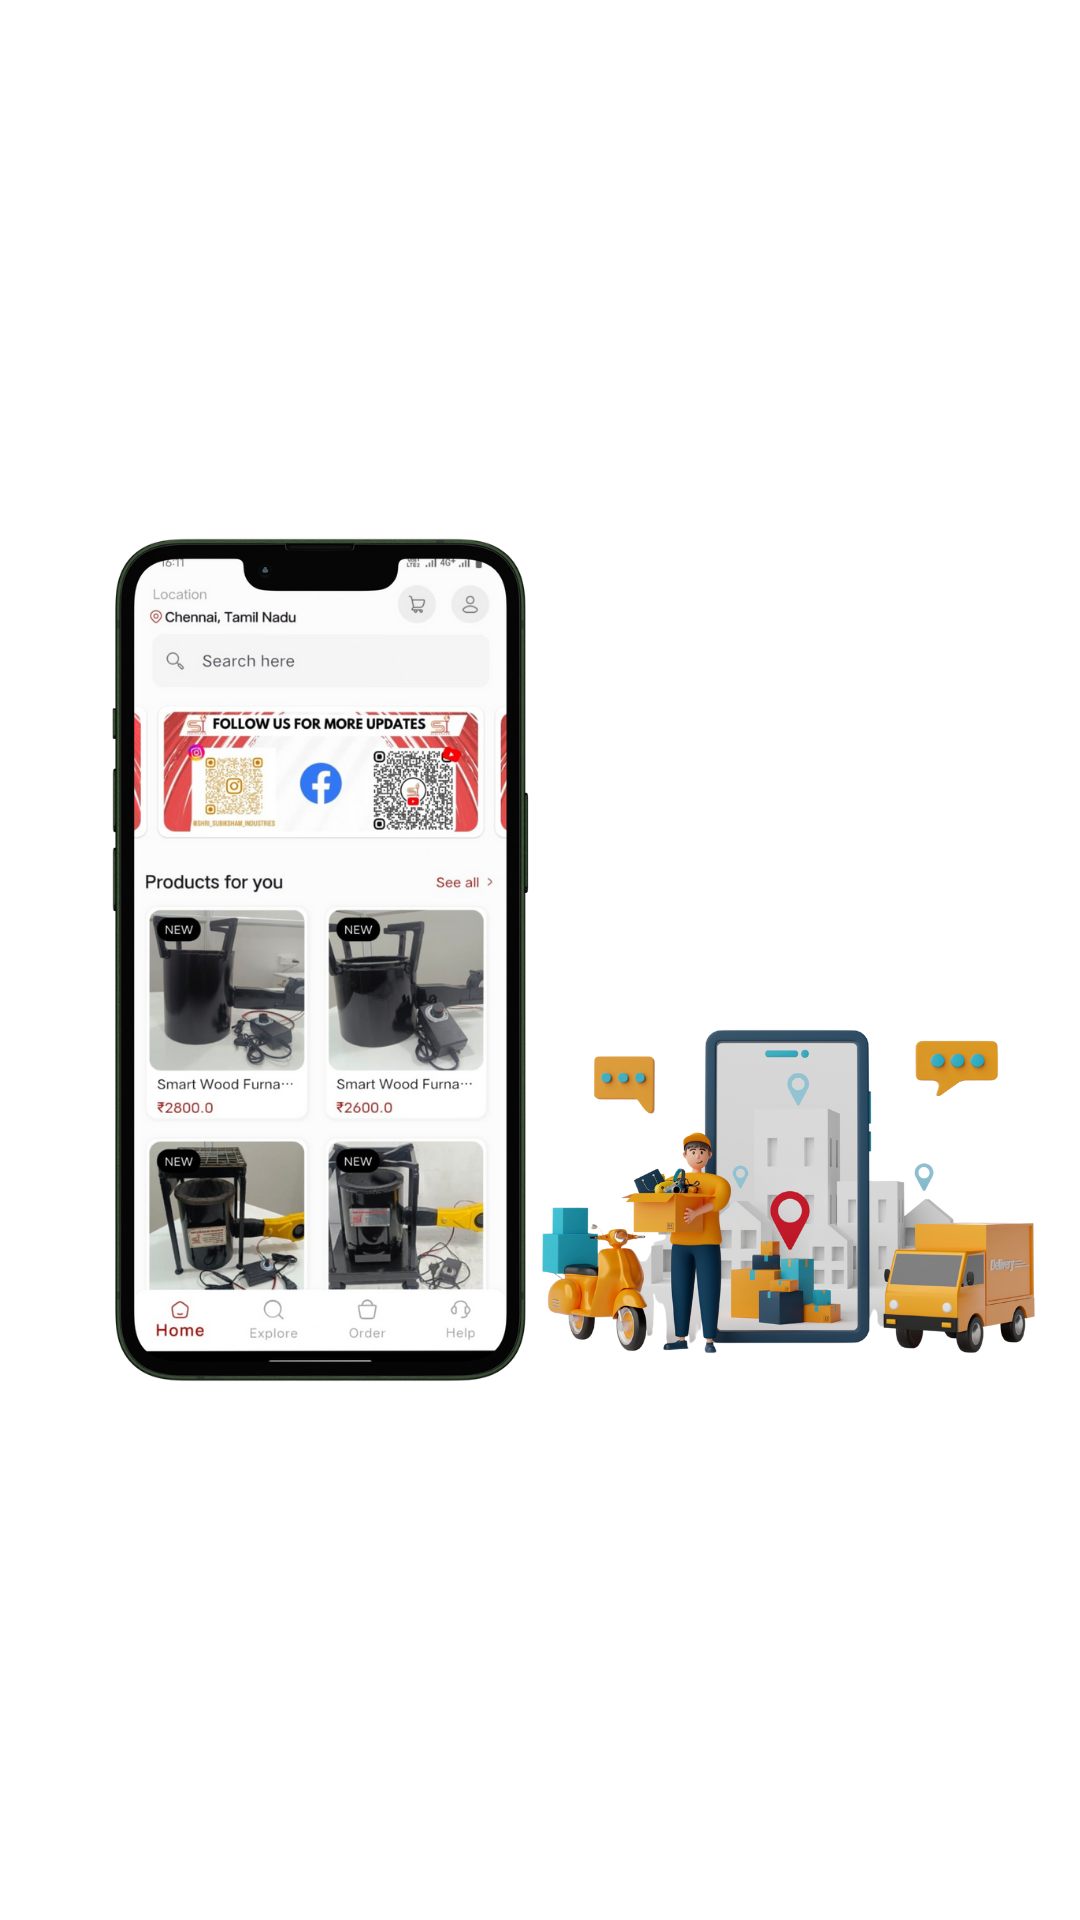 16:11
4G+
Location
Chennai, Tamil Nadu
Search here
FOLLOW US FOR MORE UPDATES
@SHRI_SUBIKSHAM_INDUSTRIES
Products for you
See all >
NEW
NEW
Smart Wood Furna···
Smart Wood Furna···
₹2800.0
₹2600.0
NEW
NEW
Home
Explore
Order
Help
Delivery